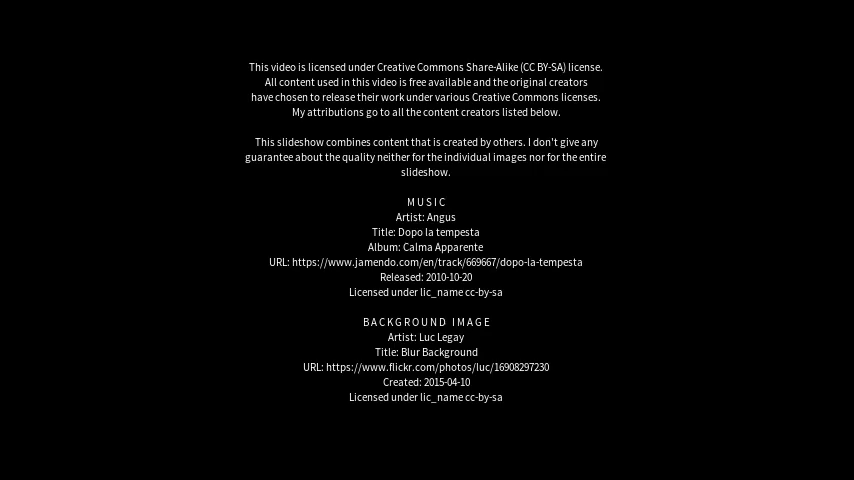 This video is licensed under Creative Commons Share-Alike (CC BY-SA) license.
All content used in this video is free available and the original creators
have chosen to release their work under various Creative Commons licenses.
My attributions go to all the content creators listed below.
This slideshow combines content that is created by others. I don't give any
guarantee about the quality neither for the individual images nor for the entire
slideshow.
MUSIC
Artist: Angus
Title: Dopo la tempesta
Album: Calma Apparente
URL: https://www.jamendo.com/en/track/669667/dopo-la-tempesta
Released: 2010-10-20
Licensed under lic_name cc-by-sa
BACKGROUND IMAGE
Artist: Luc Legay
Title: Blur Background
URL: https://www.flickr.com/photos/luc/16908297230
Created: 2015-04-10
Licensed under lic_name cc-by-sa